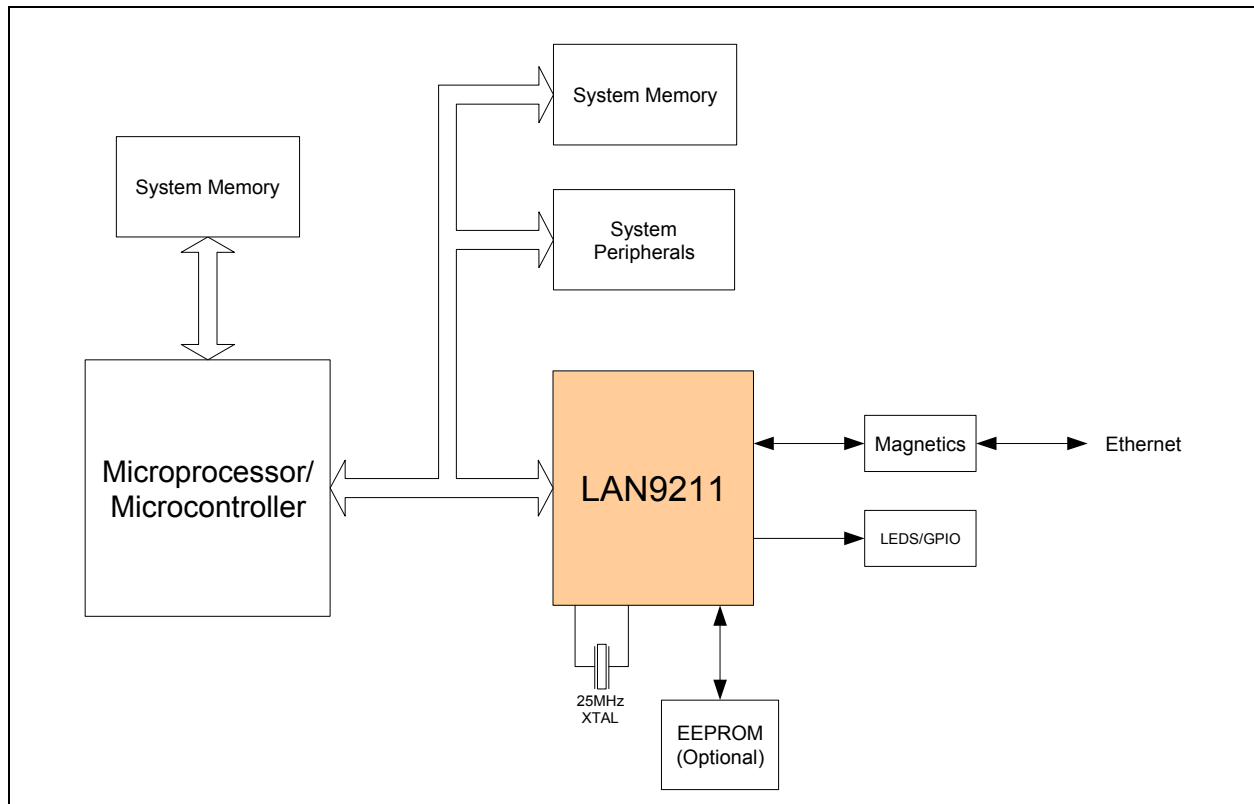 System Memory
System Memory
System
Peripherals
Microprocessor/
Microcontroller
LAN9211
Magnetics
Ethernet
LEDS/GPIO
25MHz
XTAL
EEPROM
(Optional)